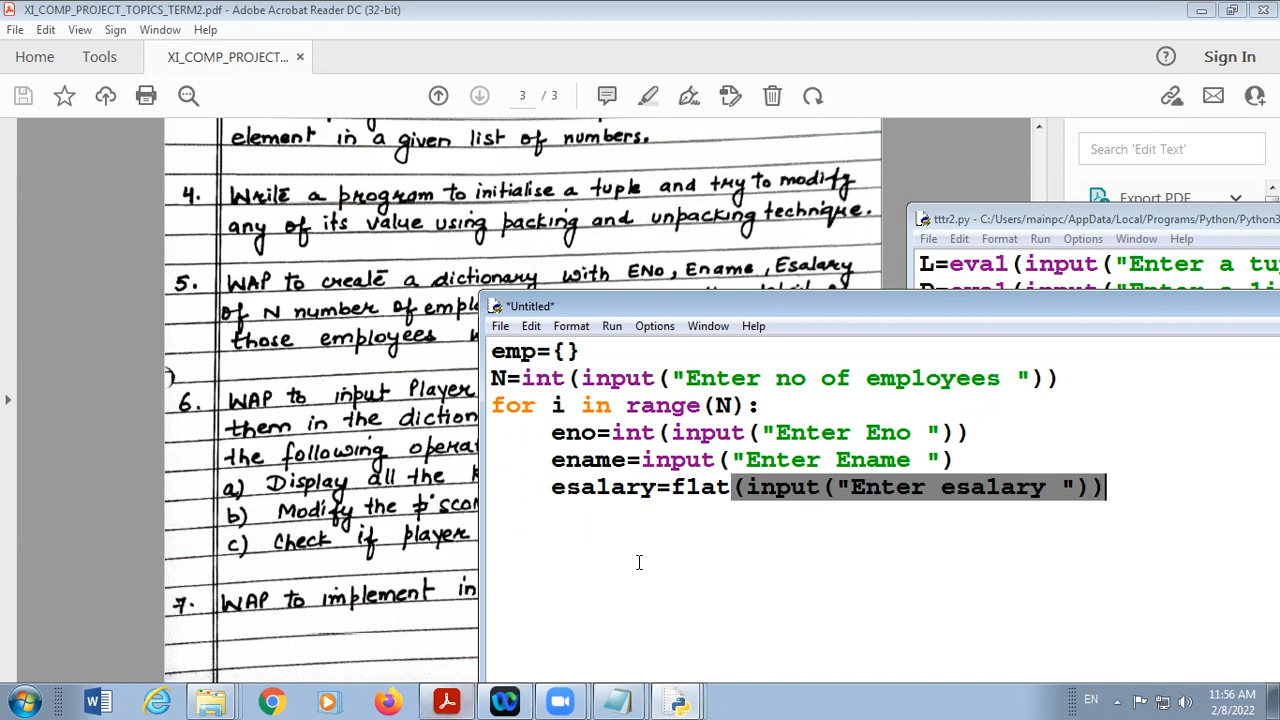 XI_COMP_PROJECT_TOPICS_TERM2.pdf - Adobe Acrobat Reader DC (32-bit)
File Edit View Sign Window Help
Home Tools XI_COMP_PROJECT... × Sign In
3 / 3
element in a given list of numbers.
4. Write a program to initialise a tuple and try to modify
any of its value using packing and unpacking technique.
5. WAP to create a dictionary with ENo, Ename, Esalary
of N number of emplo
those employees
6. WAP to input Player
them in the diction
the following opera
a) Display all the
b) Modify the scor
c) Check if player
7. WAP to implement in
Search 'Edit Text'
Export PDF
tttr2.py - C:/Users/mainpc/AppData/Local/Programs/Python/Python3
File Edit Format Run Options Window Help
L=eval(input("Enter a tu
*Untitled*
File Edit Format Run Options Window Help
emp={}
N=int(input("Enter no of employees "))
for i in range(N):
eno=int(input("Enter Eno "))
ename=input("Enter Ename ")
esalary=flat(input("Enter esalary "))
EN 11:56 AM
2/8/2022